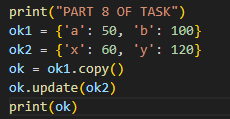 print("PART 8 OF TASK")
ok1 = {'a': 50, 'b': 100}
ok2 = {'x': 60, 'y': 120}
ok = ok1.copy()
ok.update(ok2)
print(ok)